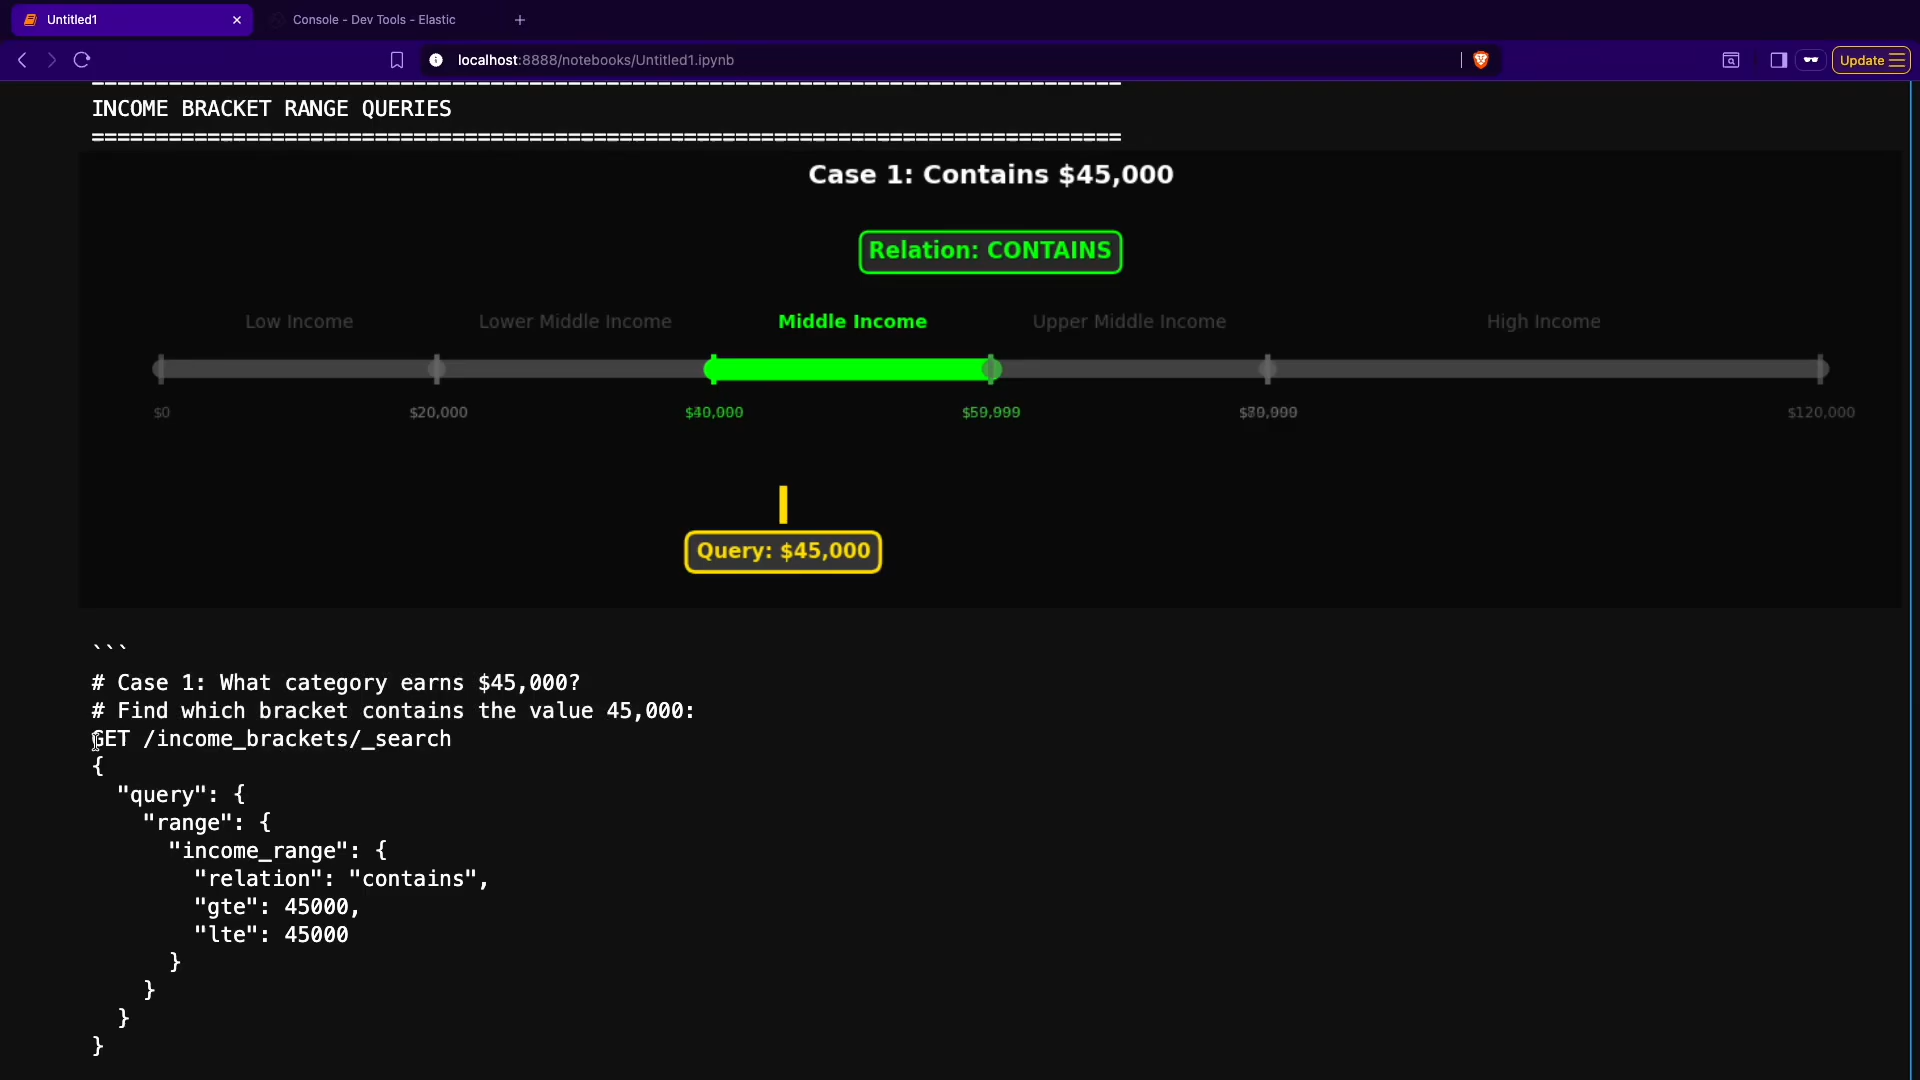 Untitled1
Console - Dev Tools - Elastic
localhost:8888/notebooks/Untitled1.ipynb
Update
================================================================================
INCOME BRACKET RANGE QUERIES
================================================================================
Case 1: Contains $45,000
Relation: CONTAINS
Low Income Lower Middle Income Middle Income Upper Middle Income High Income
$0 $20,000 $40,000 $59,999 $120,000
Query: $45,000
```
# Case 1: What category earns $45,000?
# Find which bracket contains the value 45,000:
GET /income_brackets/_search
{
"query": {
"range": {
"income_range": {
"relation": "contains",
"gte": 45000,
"lte": 45000
}
}
}
}